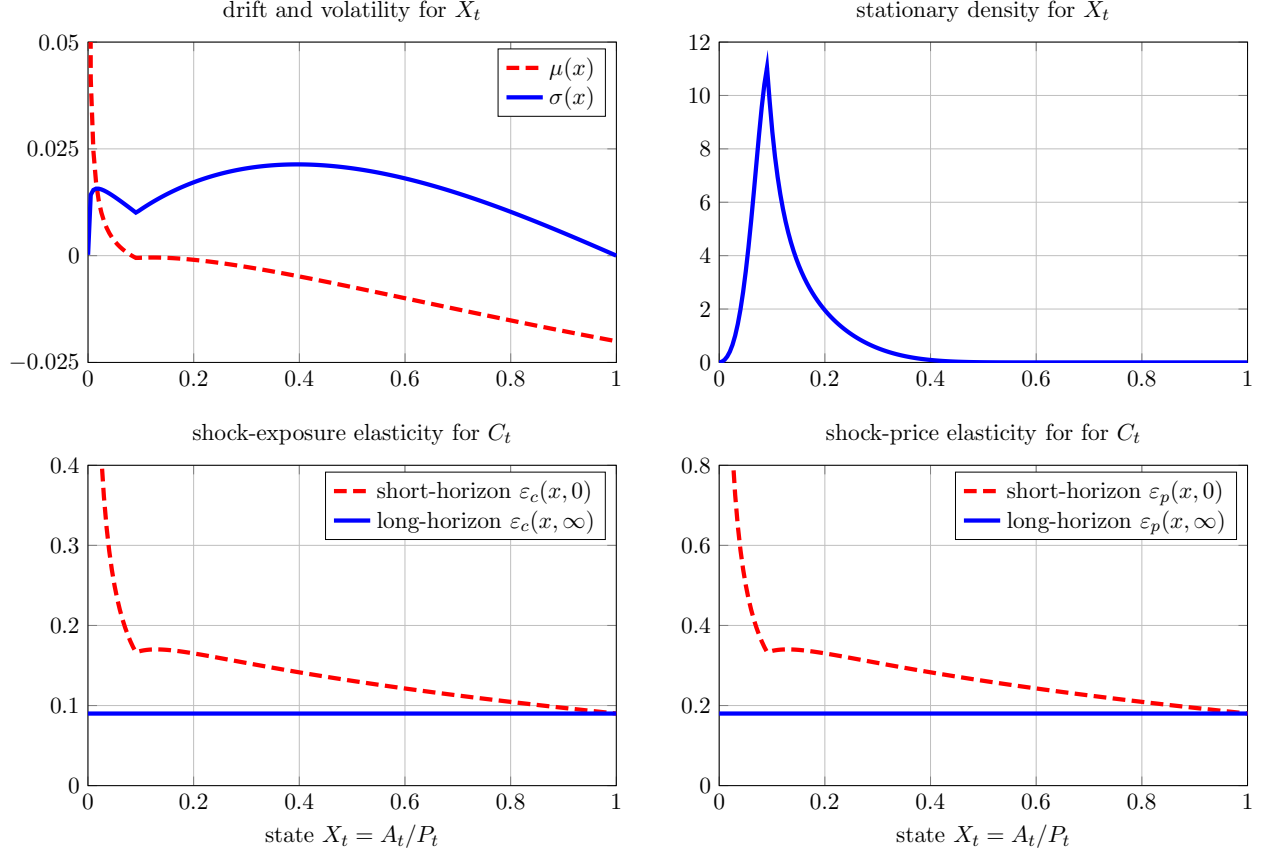 drift and volatility for X_t
0.05
0.025
0
−0.025
μ(x)
σ(x)
0 0.2 0.4 0.6 0.8 1
stationary density for X_t
12
10
8
6
4
2
0
0 0.2 0.4 0.6 0.8 1
shock-exposure elasticity for C_t
0.4
0.3
0.2
0.1
0
short-horizon ε_c(x, 0)
long-horizon ε_c(x, ∞)
0 0.2 0.4 0.6 0.8 1
state X_t = A_t/P_t
shock-price elasticity for for C_t
0.8
0.6
0.4
0.2
0
short-horizon ε_p(x, 0)
long-horizon ε_p(x, ∞)
0 0.2 0.4 0.6 0.8 1
state X_t = A_t/P_t